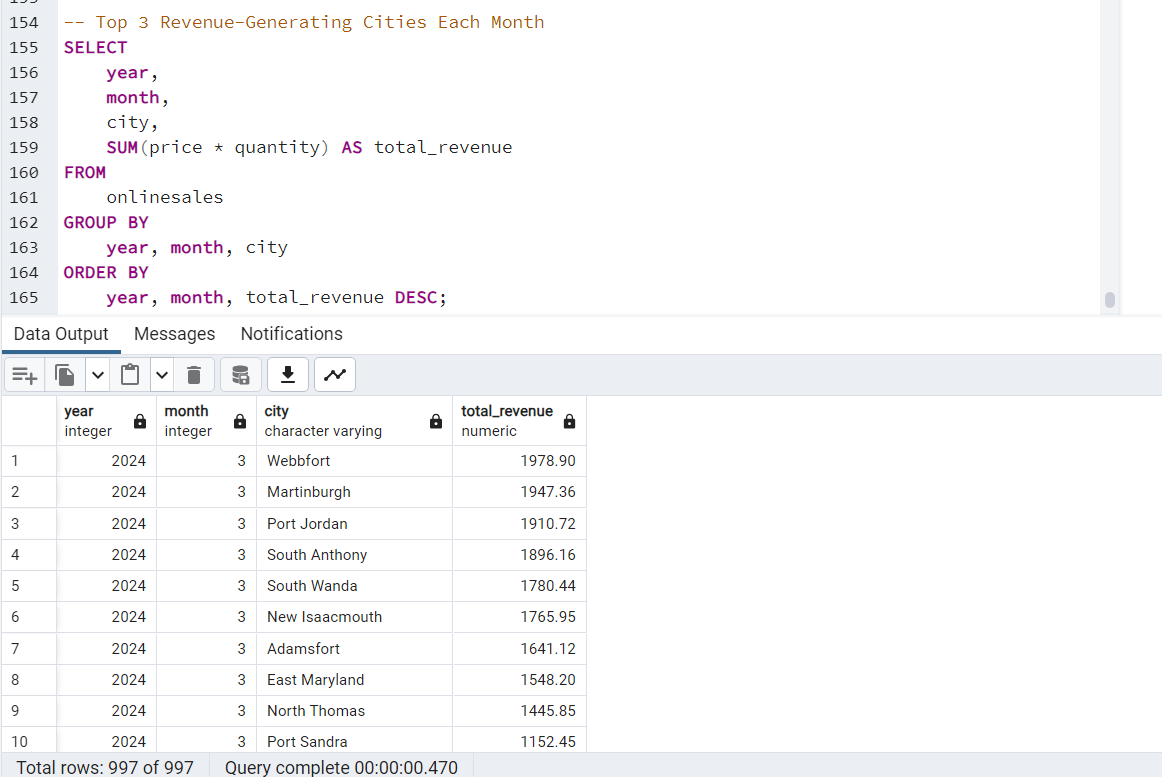 153
154 -- Top 3 Revenue-Generating Cities Each Month
155 SELECT
156 year,
157 month,
158 city,
159 SUM(price * quantity) AS total_revenue
160 FROM
161 onlinesales
162 GROUP BY
163 year, month, city
164 ORDER BY
165 year, month, total_revenue DESC;
Data Output Messages Notifications
year month city total_revenue
integer integer character varying numeric
1 2024 3 Webbfort 1978.90
2 2024 3 Martinburgh 1947.36
3 2024 3 Port Jordan 1910.72
4 2024 3 South Anthony 1896.16
5 2024 3 South Wanda 1780.44
6 2024 3 New Isaacmouth 1765.95
7 2024 3 Adamsfort 1641.12
8 2024 3 East Maryland 1548.20
9 2024 3 North Thomas 1445.85
10 2024 3 Port Sandra 1152.45
Total rows: 997 of 997 Query complete 00:00:00.470